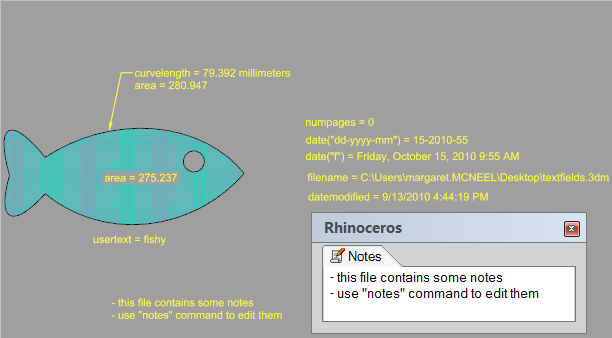 curvelength = 79.392 millimeters
area = 280.947
area = 275.237
usertext = fishy
- this file contains some notes
- use "notes" command to edit them
numpages = 0
date("dd-yyyy-mm") = 15-2010-55
date("f") = Friday, October 15, 2010 9:55 AM
filename = C:\Users\margaret.MCNEEL\Desktop\textfields.3dm
datemodified = 9/13/2010 4:44:19 PM
Rhinoceros
Notes
- this file contains some notes
- use "notes" command to edit them